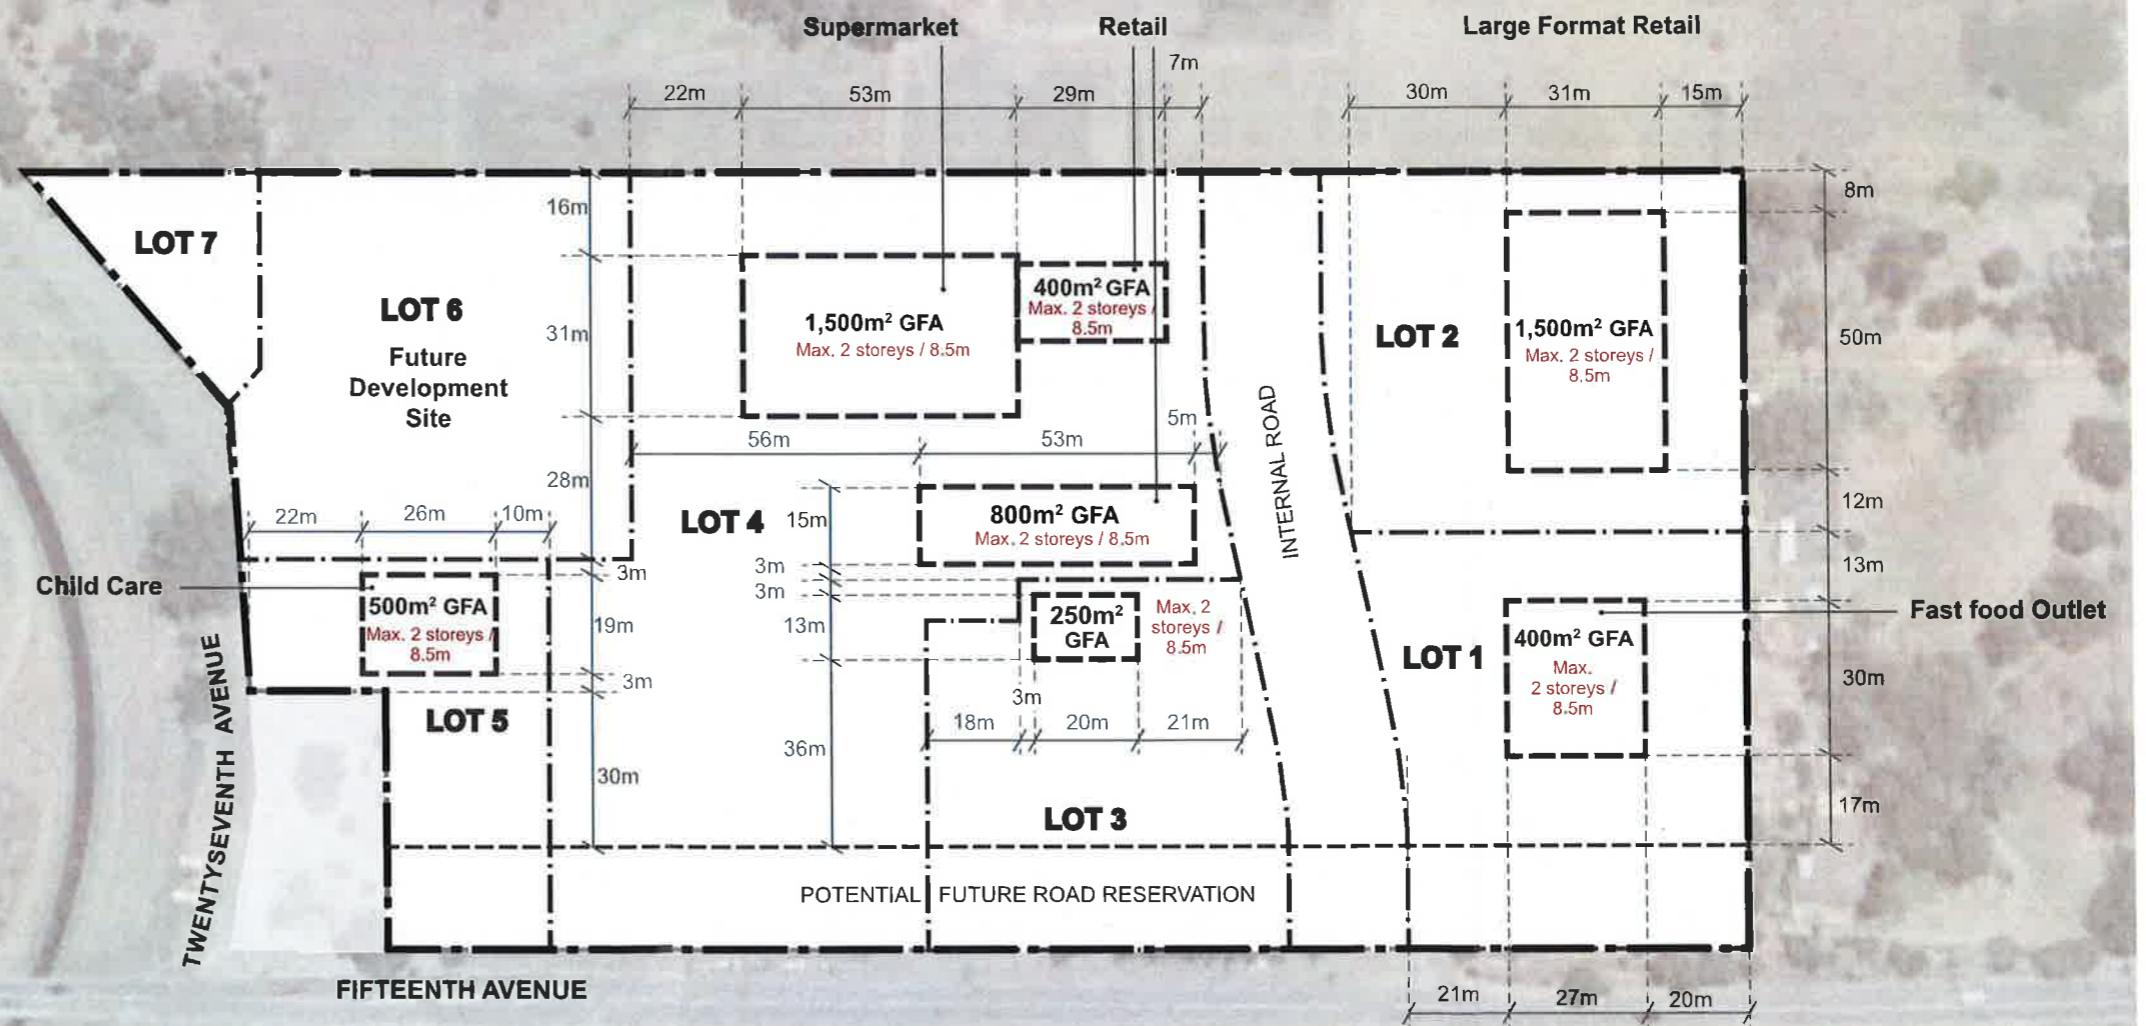 Supermarket
Retail
Large Format Retail
7m
22m
53m
29m
30m
31m
15m
8m
16m
LOT 7
LOT 6
Future
Development
Site
31m
1,500m² GFA
Max. 2 storeys / 8.5m
400m² GFA
Max. 2 storeys /
8.5m
LOT 2
1,500m² GFA
Max. 2 storeys /
8.5m
50m
INTERNAL ROAD
56m
53m
5m
28m
22m
26m
10m
LOT 4
15m
800m² GFA
Max. 2 storeys / 8.5m
12m
3m
3m
3m
13m
Child Care
500m² GFA
Max. 2 storeys /
8.5m
19m
3m
13m
250m²
GFA
Max. 2
storeys /
8.5m
LOT 1
400m² GFA
Max.
2 storeys /
8.5m
Fast food Outlet
30m
LOT 5
3m
18m
20m
21m
36m
30m
LOT 3
17m
TWENTYSEVENTH AVENUE
POTENTIAL FUTURE ROAD RESERVATION
FIFTEENTH AVENUE
21m
27m
20m